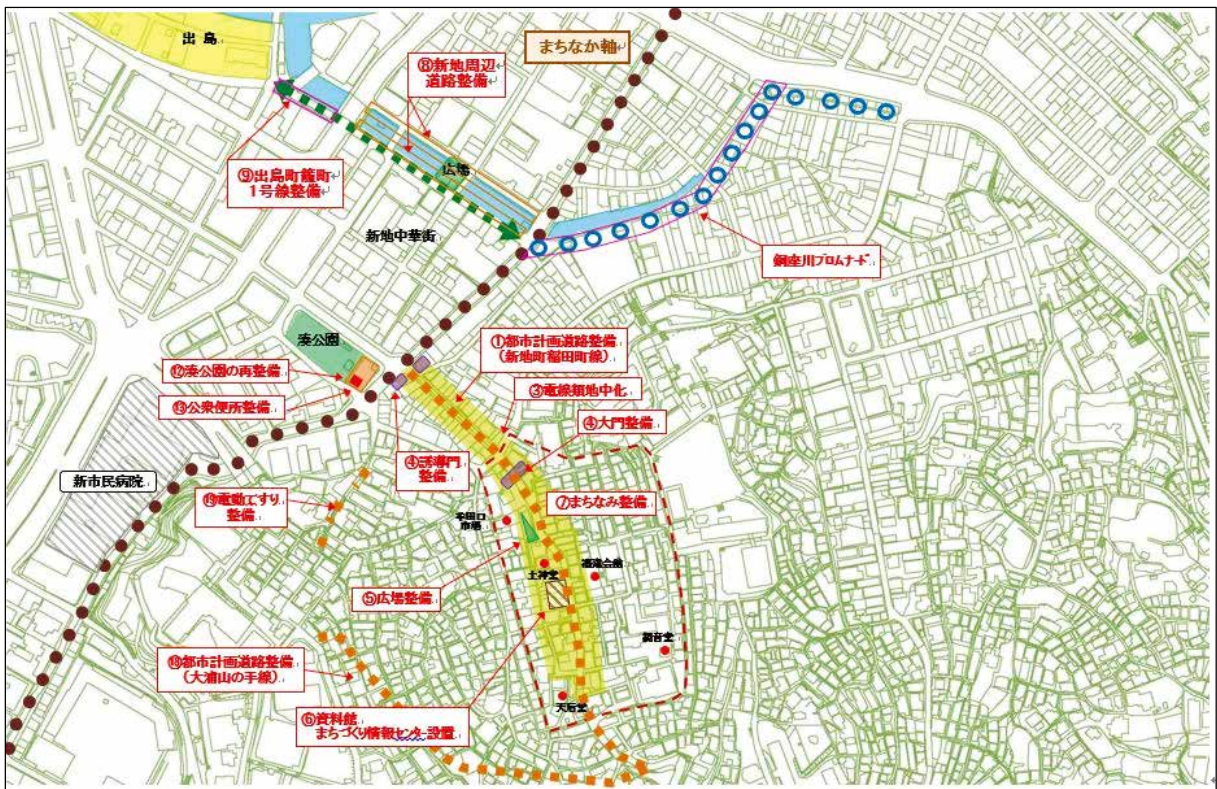 出島
まちなか軸
⑧新地周辺
道路整備
広場
⑨出島町籠町
1号線整備
新地中華街
銅座川プロムナード
湊公園
①都市計画道路整備
(新地町稲田町線)
⑫湊公園の再整備
③電線類地中化
⑬公衆便所整備
④大門整備
④誘導門
整備
新市民病院
⑦まちなみ整備
⑲電動てすり
整備
市場
土神堂
福建会館
⑤広場整備
観音堂
⑱都市計画道路整備
(大浦山の手線)
天后堂
⑥資料館
まちづくり情報センター設置